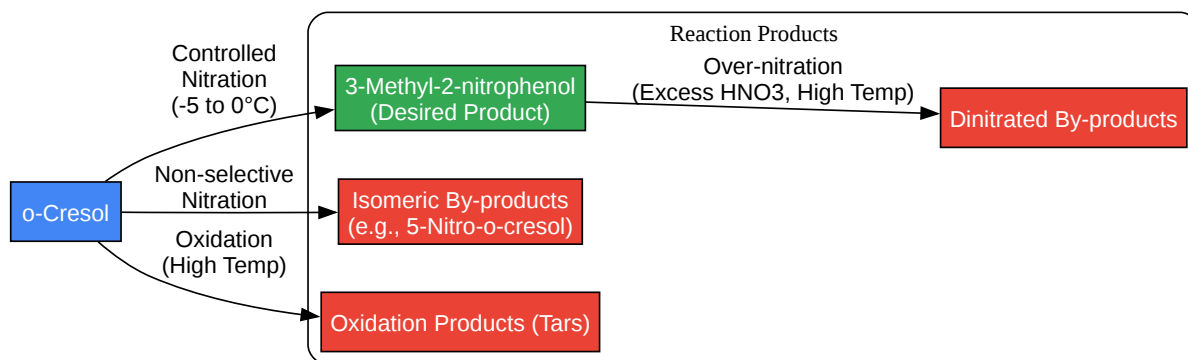 Reaction Products
Controlled
Nitration
(-5 to 0°C)
3-Methyl-2-nitrophenol
(Desired Product)
Over-nitration
(Excess HNO3, High Temp)
Dinitrated By-products
o-Cresol
Non-selective
Nitration
Isomeric By-products
(e.g., 5-Nitro-o-cresol)
Oxidation
(High Temp)
Oxidation Products (Tars)